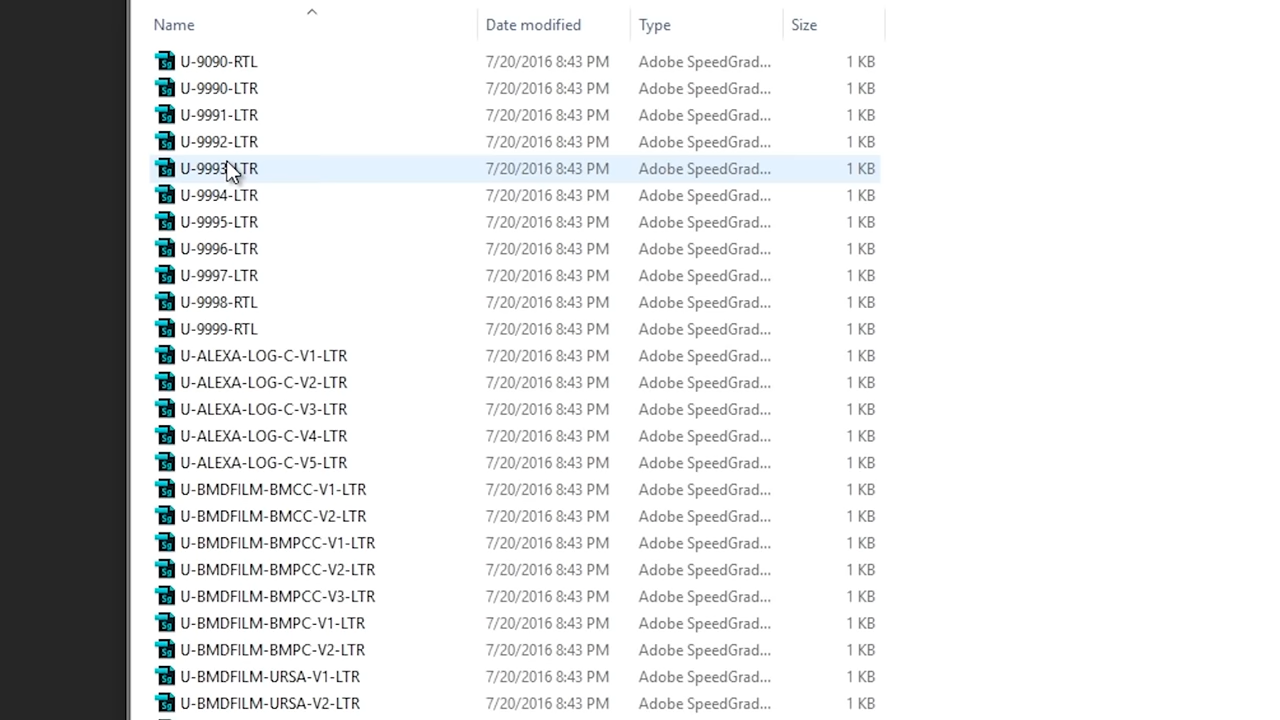 Name Date modified Type Size
U-9090-RTL 7/20/2016 8:43 PM Adobe SpeedGrad... 1 KB
U-9990-LTR 7/20/2016 8:43 PM Adobe SpeedGrad... 1 KB
U-9991-LTR 7/20/2016 8:43 PM Adobe SpeedGrad... 1 KB
U-9992-LTR 7/20/2016 8:43 PM Adobe SpeedGrad... 1 KB
U-9993-LTR 7/20/2016 8:43 PM Adobe SpeedGrad... 1 KB
U-9994-LTR 7/20/2016 8:43 PM Adobe SpeedGrad... 1 KB
U-9995-LTR 7/20/2016 8:43 PM Adobe SpeedGrad... 1 KB
U-9996-LTR 7/20/2016 8:43 PM Adobe SpeedGrad... 1 KB
U-9997-LTR 7/20/2016 8:43 PM Adobe SpeedGrad... 1 KB
U-9998-RTL 7/20/2016 8:43 PM Adobe SpeedGrad... 1 KB
U-9999-RTL 7/20/2016 8:43 PM Adobe SpeedGrad... 1 KB
U-ALEXA-LOG-C-V1-LTR 7/20/2016 8:43 PM Adobe SpeedGrad... 1 KB
U-ALEXA-LOG-C-V2-LTR 7/20/2016 8:43 PM Adobe SpeedGrad... 1 KB
U-ALEXA-LOG-C-V3-LTR 7/20/2016 8:43 PM Adobe SpeedGrad... 1 KB
U-ALEXA-LOG-C-V4-LTR 7/20/2016 8:43 PM Adobe SpeedGrad... 1 KB
U-ALEXA-LOG-C-V5-LTR 7/20/2016 8:43 PM Adobe SpeedGrad... 1 KB
U-BMDFILM-BMCC-V1-LTR 7/20/2016 8:43 PM Adobe SpeedGrad... 1 KB
U-BMDFILM-BMCC-V2-LTR 7/20/2016 8:43 PM Adobe SpeedGrad... 1 KB
U-BMDFILM-BMPCC-V1-LTR 7/20/2016 8:43 PM Adobe SpeedGrad... 1 KB
U-BMDFILM-BMPCC-V2-LTR 7/20/2016 8:43 PM Adobe SpeedGrad... 1 KB
U-BMDFILM-BMPCC-V3-LTR 7/20/2016 8:43 PM Adobe SpeedGrad... 1 KB
U-BMDFILM-BMPC-V1-LTR 7/20/2016 8:43 PM Adobe SpeedGrad... 1 KB
U-BMDFILM-BMPC-V2-LTR 7/20/2016 8:43 PM Adobe SpeedGrad... 1 KB
U-BMDFILM-URSA-V1-LTR 7/20/2016 8:43 PM Adobe SpeedGrad... 1 KB
U-BMDFILM-URSA-V2-LTR 7/20/2016 8:43 PM Adobe SpeedGrad... 1 KB